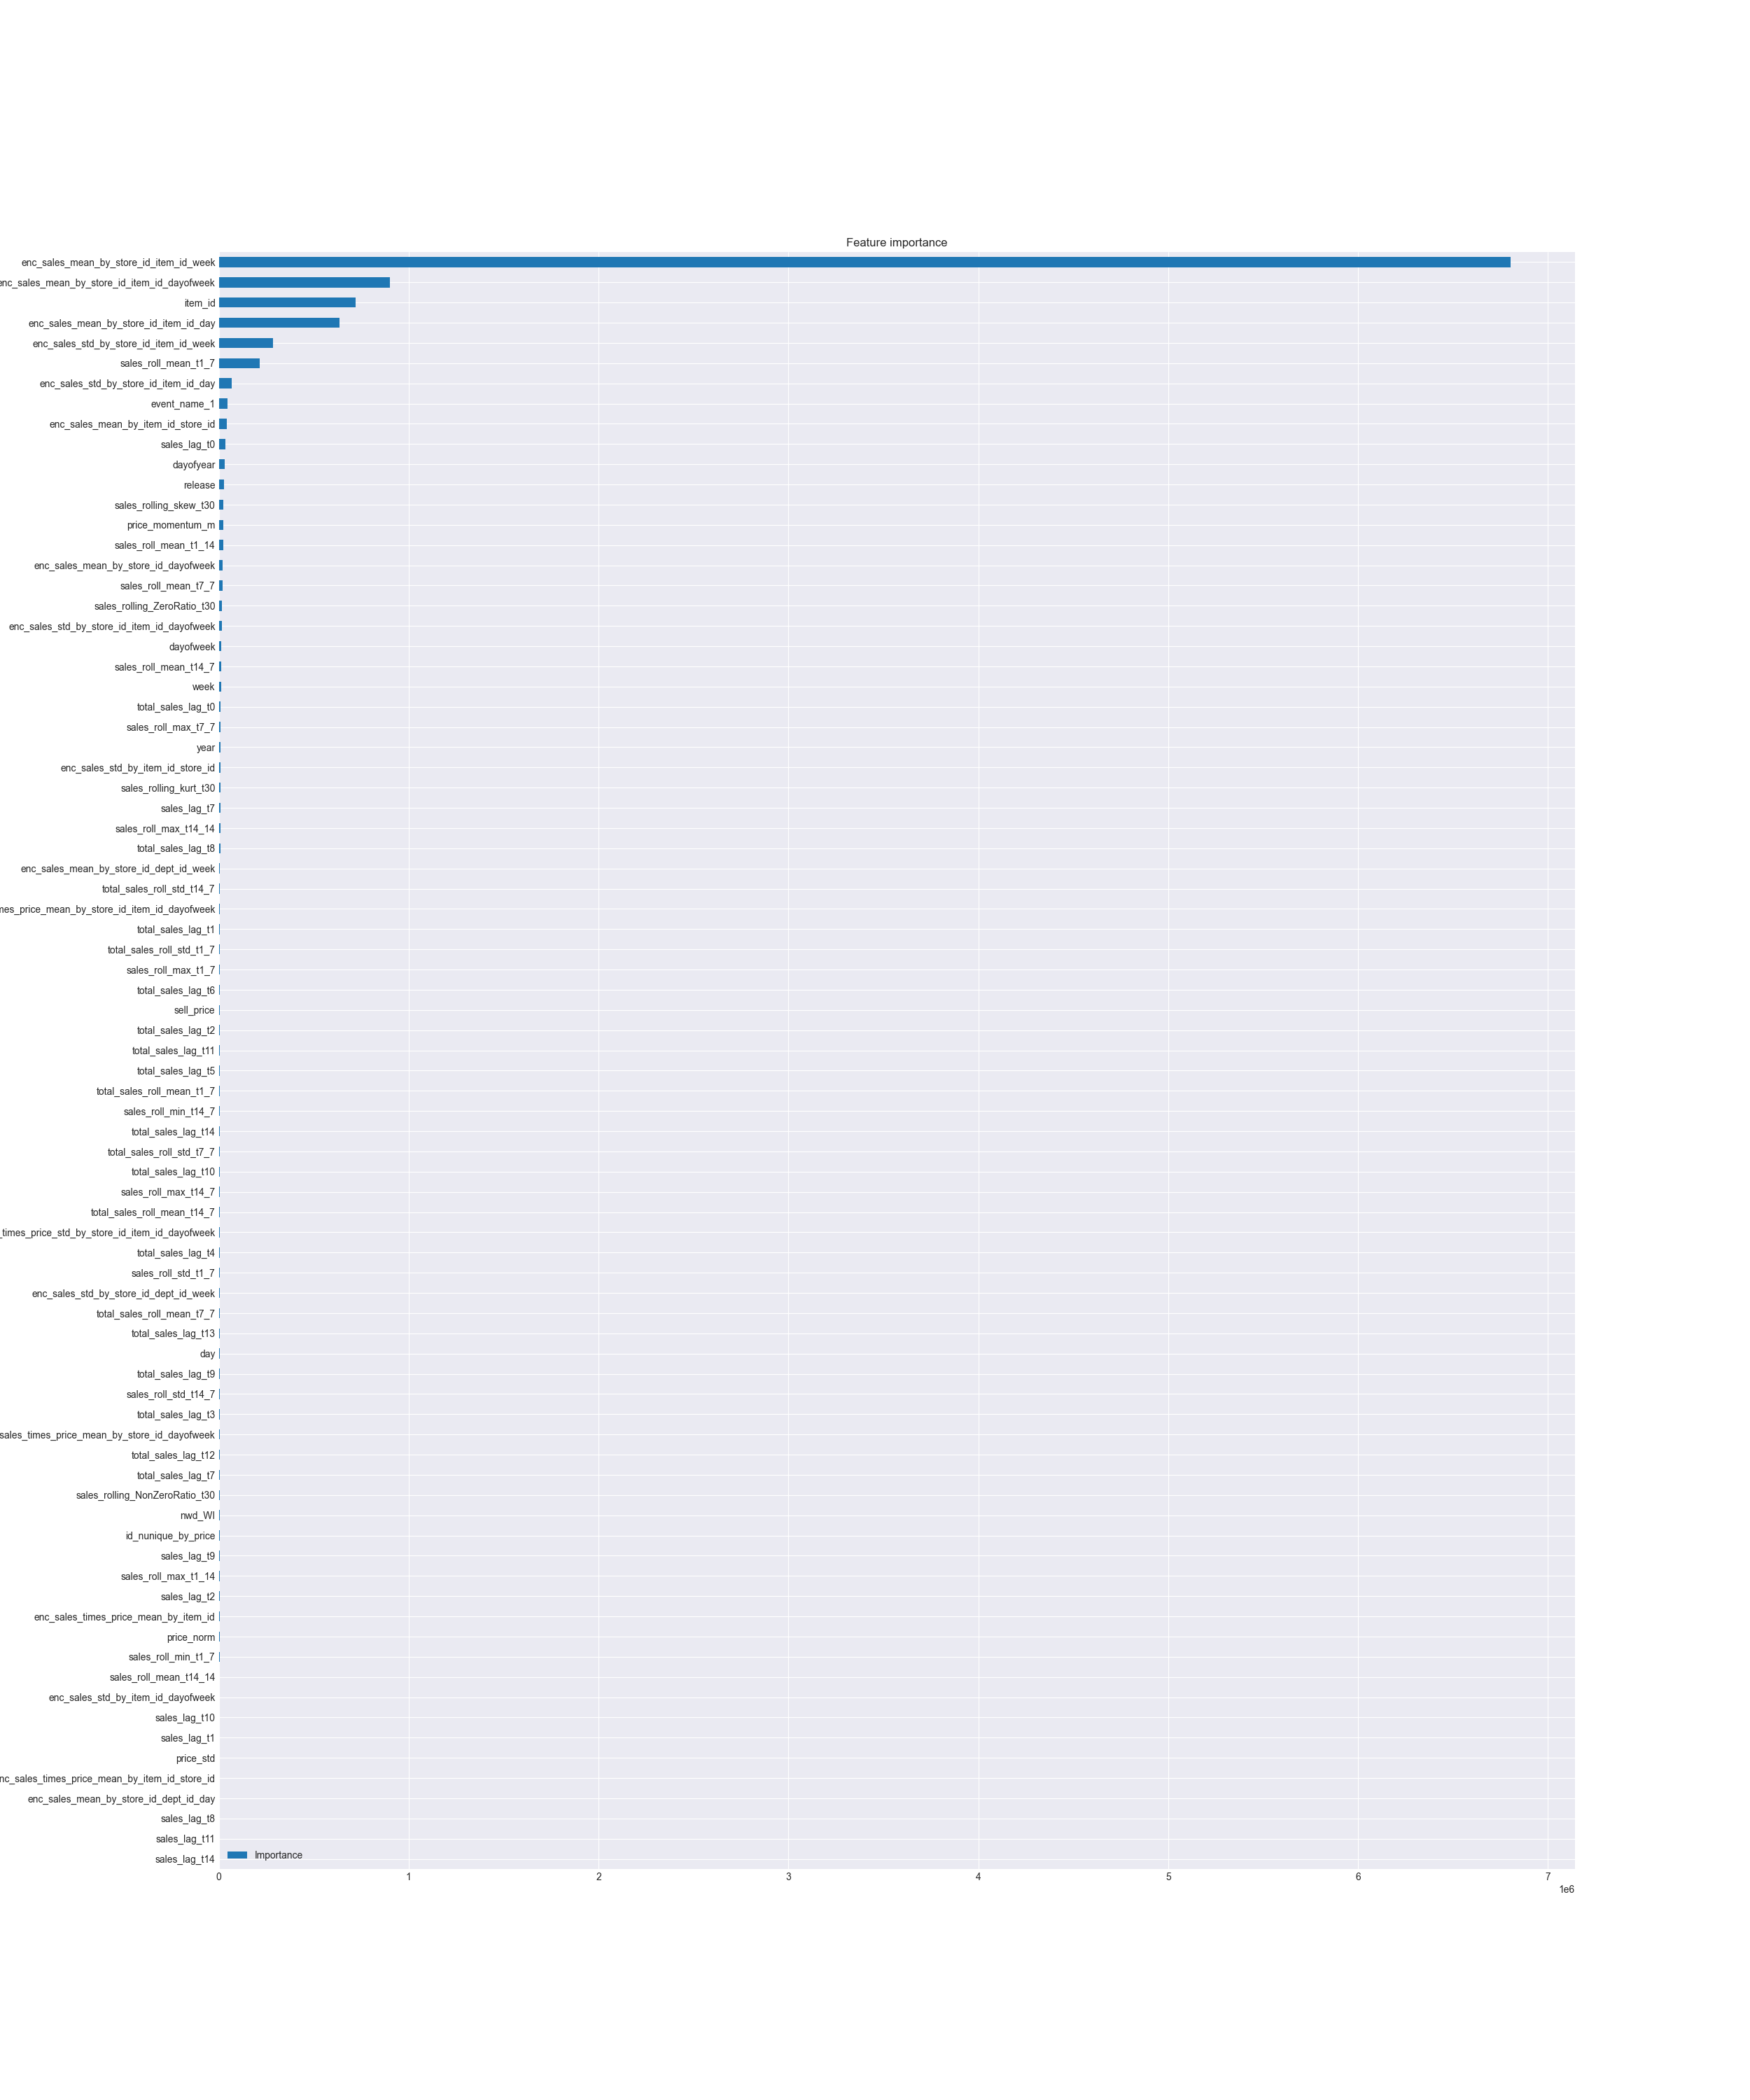 Feature importance
enc_sales_mean_by_store_id_item_id_week
enc_sales_mean_by_store_id_item_id_dayofweek
item_id
enc_sales_mean_by_store_id_item_id_day
enc_sales_std_by_store_id_item_id_week
sales_roll_mean_t1_7
enc_sales_std_by_store_id_item_id_day
event_name_1
enc_sales_mean_by_item_id_store_id
sales_lag_t0
dayofyear
release
sales_rolling_skew_t30
price_momentum_m
sales_roll_mean_t1_14
enc_sales_mean_by_store_id_dayofweek
sales_roll_mean_t7_7
sales_rolling_ZeroRatio_t30
enc_sales_std_by_store_id_item_id_dayofweek
dayofweek
sales_roll_mean_t14_7
week
total_sales_lag_t0
sales_roll_max_t7_7
year
enc_sales_std_by_item_id_store_id
sales_rolling_kurt_t30
sales_lag_t7
sales_roll_max_t14_14
total_sales_lag_t8
enc_sales_mean_by_store_id_dept_id_week
total_sales_roll_std_t14_7
mes_price_mean_by_store_id_item_id_dayofweek
total_sales_lag_t1
total_sales_roll_std_t1_7
sales_roll_max_t1_7
total_sales_lag_t6
sell_price
total_sales_lag_t2
total_sales_lag_t11
total_sales_lag_t5
total_sales_roll_mean_t1_7
sales_roll_min_t14_7
total_sales_lag_t14
total_sales_roll_std_t7_7
total_sales_lag_t10
sales_roll_max_t14_7
total_sales_roll_mean_t14_7
_times_price_std_by_store_id_item_id_dayofweek
total_sales_lag_t4
sales_roll_std_t1_7
enc_sales_std_by_store_id_dept_id_week
total_sales_roll_mean_t7_7
total_sales_lag_t13
day
total_sales_lag_t9
sales_roll_std_t14_7
total_sales_lag_t3
sales_times_price_mean_by_store_id_dayofweek
total_sales_lag_t12
total_sales_lag_t7
sales_rolling_NonZeroRatio_t30
nwd_WI
id_nunique_by_price
sales_lag_t9
sales_roll_max_t1_14
sales_lag_t2
enc_sales_times_price_mean_by_item_id
price_norm
sales_roll_min_t1_7
sales_roll_mean_t14_14
enc_sales_std_by_item_id_dayofweek
sales_lag_t10
sales_lag_t1
price_std
nc_sales_times_price_mean_by_item_id_store_id
enc_sales_mean_by_store_id_dept_id_day
sales_lag_t8
sales_lag_t11
sales_lag_t14
Importance
0 1 2 3 4 5 6 7
1e6